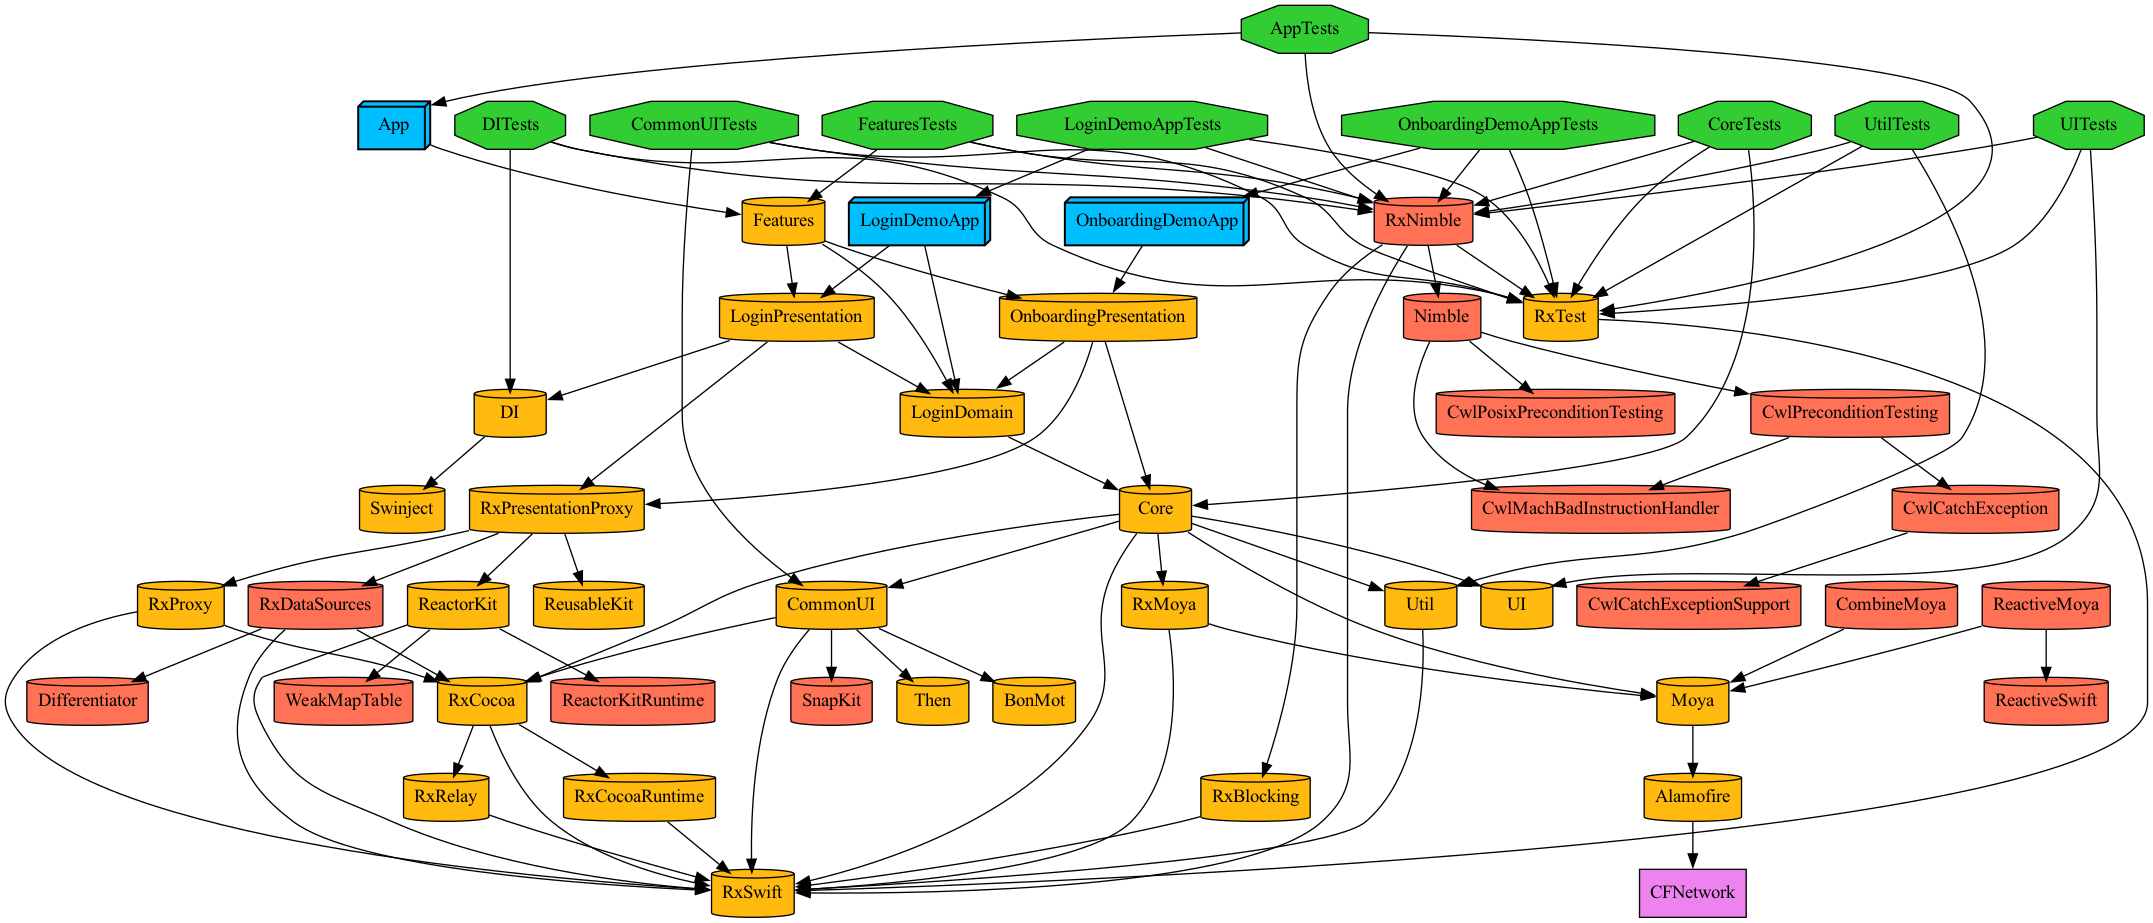 AppTests
App
DITests
CommonUITests
FeaturesTests
LoginDemoAppTests
OnboardingDemoAppTests
CoreTests
UtilTests
UITests
Features
LoginDemoApp
OnboardingDemoApp
RxNimble
LoginPresentation
OnboardingPresentation
Nimble
RxTest
DI
LoginDomain
CwlPosixPreconditionTesting
CwlPreconditionTesting
Swinject
RxPresentationProxy
Core
CwlMachBadInstructionHandler
CwlCatchException
RxProxy
RxDataSources
ReactorKit
ReusableKit
CommonUI
RxMoya
Util
UI
CwlCatchExceptionSupport
CombineMoya
ReactiveMoya
Differentiator
WeakMapTable
RxCocoa
ReactorKitRuntime
SnapKit
Then
BonMot
Moya
ReactiveSwift
RxRelay
RxCocoaRuntime
RxBlocking
Alamofire
RxSwift
CFNetwork